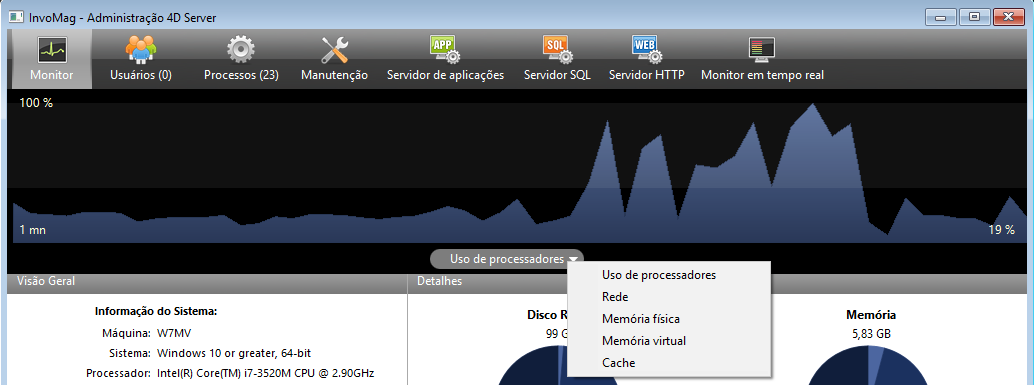 InvoMag - Administração 4D Server
Monitor
Usuários (0)
Processos (23)
Manutenção
APP
Servidor de aplicações
SQL
Servidor SQL
WEB
Servidor HTTP
Monitor em tempo real
100 %
1 mn
19 %
Uso de processadores
Uso de processadores
Rede
Memória física
Memória virtual
Cache
Visão Geral
Detalhes
Informação do Sistema:
Máquina: W7MV
Sistema: Windows 10 or greater, 64-bit
Processador: Intel(R) Core(TM) i7-3520M CPU @ 2.90GHz
Disco
99
Memória
5,83 GB